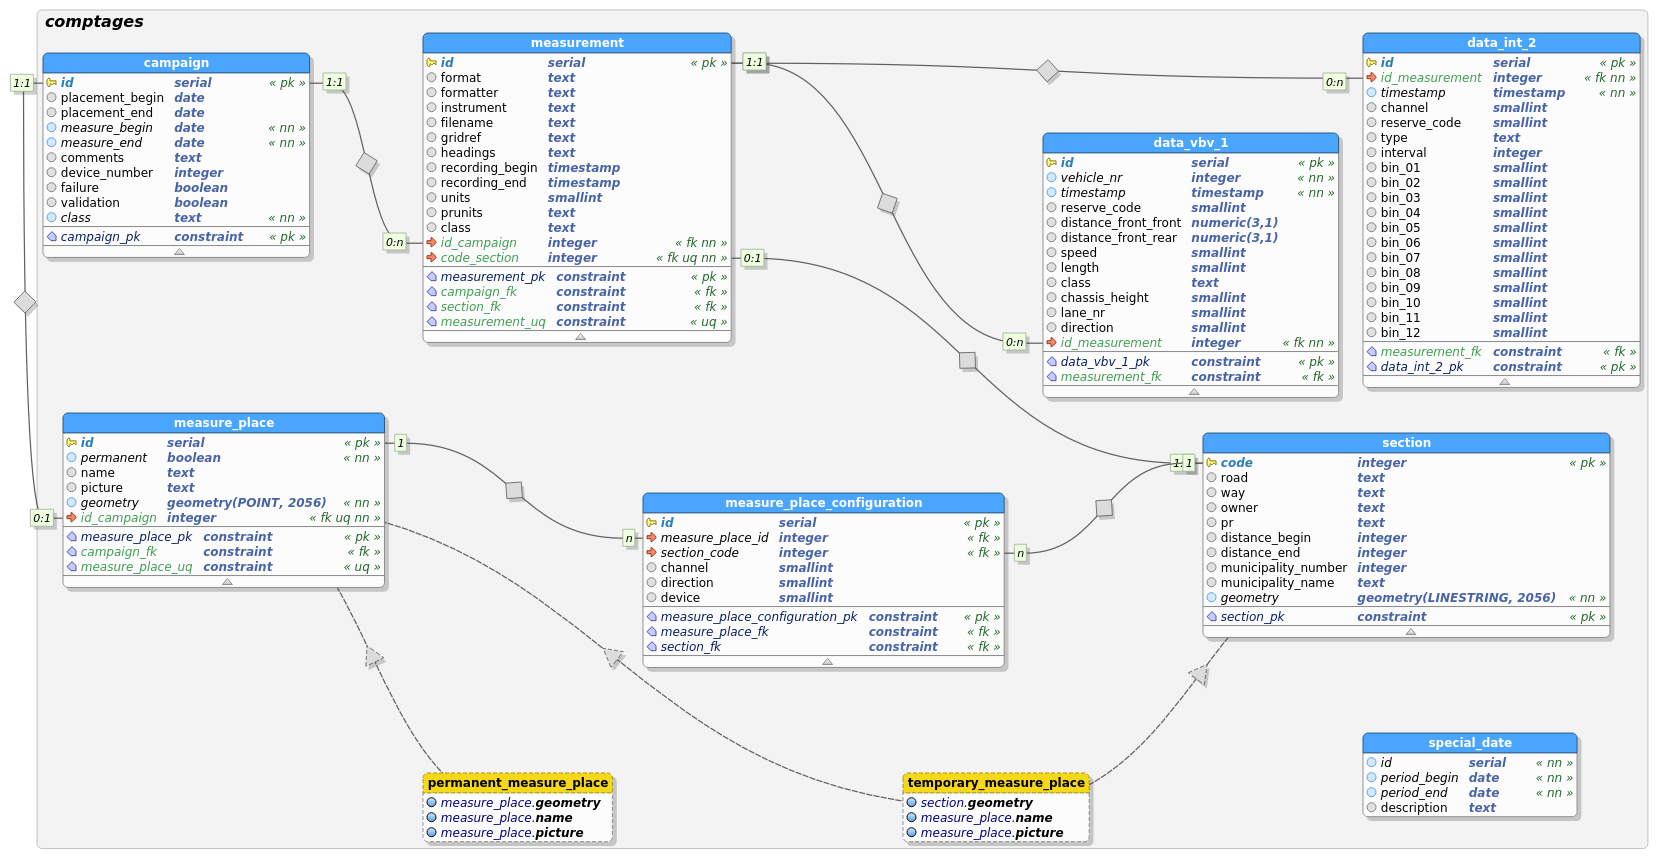 comptages
campaign
1:1
id serial « pk »
1:1
placement_begin date
placement_end date
measure_begin date « nn »
measure_end date « nn »
comments text
device_number integer
failure boolean
validation boolean
class text « nn »
campaign_pk constraint « pk »
measurement
id serial « pk »
1:1
format text
formatter text
instrument text
filename text
gridref text
headings text
recording_begin timestamp
recording_end timestamp
units smallint
prunits text
class text
0:n
id_campaign integer « fk nn »
code_section integer « fk uq nn »
0:1
measurement_pk constraint « pk »
campaign_fk constraint « fk »
section_fk constraint « fk »
measurement_uq constraint « uq »
data_vbv_1
id serial « pk »
vehicle_nr integer « nn »
timestamp timestamp « nn »
reserve_code smallint
distance_front_front numeric(3,1)
distance_front_rear numeric(3,1)
speed smallint
length smallint
class text
chassis_height smallint
lane_nr smallint
direction smallint
0:n
id_measurement integer « fk nn »
data_vbv_1_pk constraint « pk »
measurement_fk constraint « fk »
data_int_2
id serial « pk »
0:n
id_measurement integer « fk nn »
timestamp timestamp « nn »
channel smallint
reserve_code smallint
type text
interval integer
bin_01 smallint
bin_02 smallint
bin_03 smallint
bin_04 smallint
bin_05 smallint
bin_06 smallint
bin_07 smallint
bin_08 smallint
bin_09 smallint
bin_10 smallint
bin_11 smallint
bin_12 smallint
measurement_fk constraint « fk »
data_int_2_pk constraint « pk »
measure_place
id serial « pk »
1
permanent boolean « nn »
name text
picture text
geometry geometry(POINT, 2056) « nn »
0:1
id_campaign integer « fk uq nn »
measure_place_pk constraint « pk »
campaign_fk constraint « fk »
measure_place_uq constraint « uq »
measure_place_configuration
id serial « pk »
n
measure_place_id integer « fk »
section_code integer « fk »
n
channel smallint
direction smallint
device smallint
measure_place_configuration_pk constraint « pk »
measure_place_fk constraint « fk »
section_fk constraint « fk »
section
1
code integer « pk »
road text
way text
owner text
pr text
distance_begin integer
distance_end integer
municipality_number integer
municipality_name text
geometry geometry(LINESTRING, 2056) « nn »
section_pk constraint « pk »
permanent_measure_place
measure_place.geometry
measure_place.name
measure_place.picture
temporary_measure_place
section.geometry
measure_place.name
measure_place.picture
special_date
id serial « nn »
period_begin date « nn »
period_end date « nn »
description text